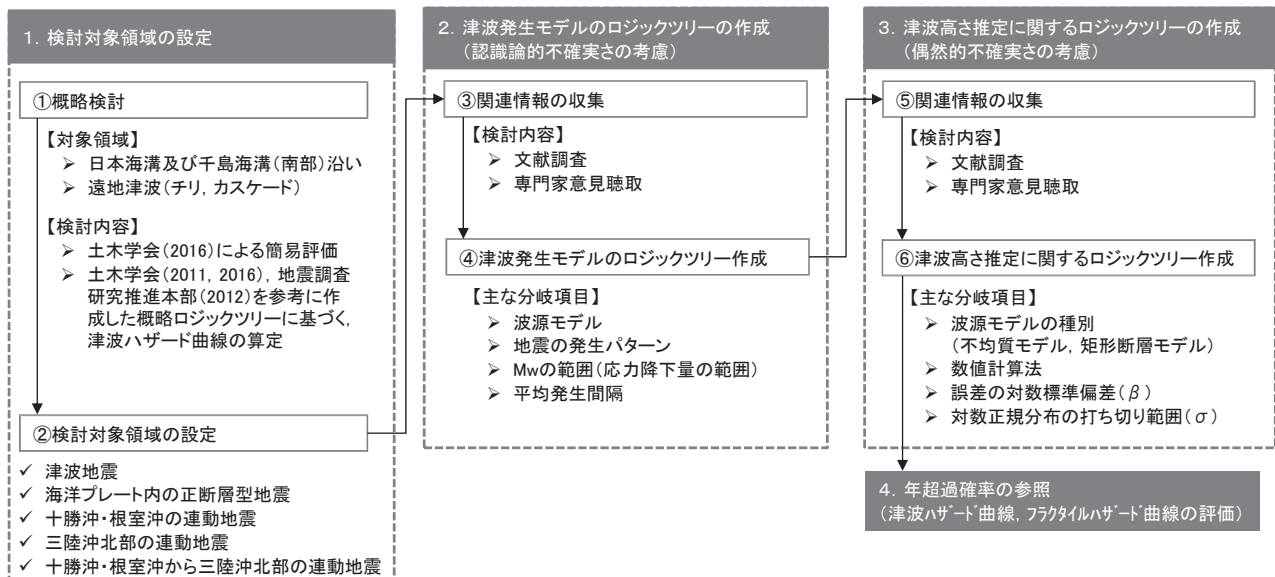 1．検討対象領域の設定
①概略検討
【対象領域】
➢ 日本海溝及び千島海溝（南部）沿い
➢ 遠地津波（チリ，カスケード）
【検討内容】
➢ 土木学会（2016）による簡易評価
➢ 土木学会（2011，2016），地震調査
研究推進本部（2012）を参考に作
成した概略ロジックツリーに基づく，
津波ハザード曲線の算定
②検討対象領域の設定
✓ 津波地震
✓ 海洋プレート内の正断層型地震
✓ 十勝沖・根室沖の連動地震
✓ 三陸沖北部の連動地震
✓ 十勝沖・根室沖から三陸沖北部の連動地震
2．津波発生モデルのロジックツリーの作成
（認識論的不確実さの考慮）
③関連情報の収集
【検討内容】
➢ 文献調査
➢ 専門家意見聴取
④津波発生モデルのロジックツリー作成
【主な分岐項目】
➢ 波源モデル
➢ 地震の発生パターン
➢ Mwの範囲（応力降下量の範囲）
➢ 平均発生間隔
3．津波高さ推定に関するロジックツリーの作成
（偶然的不確実さの考慮）
⑤関連情報の収集
【検討内容】
➢ 文献調査
➢ 専門家意見聴取
⑥津波高さ推定に関するロジックツリー作成
【主な分岐項目】
➢ 波源モデルの種別
（不均質モデル，矩形断層モデル）
➢ 数値計算法
➢ 誤差の対数標準偏差（β）
➢ 対数正規分布の打ち切り範囲（σ）
4．年超過確率の参照
（津波ﾊｻﾞｰﾄﾞ曲線，ﾌﾗｸﾀｲﾙﾊｻﾞｰﾄﾞ曲線の評価）